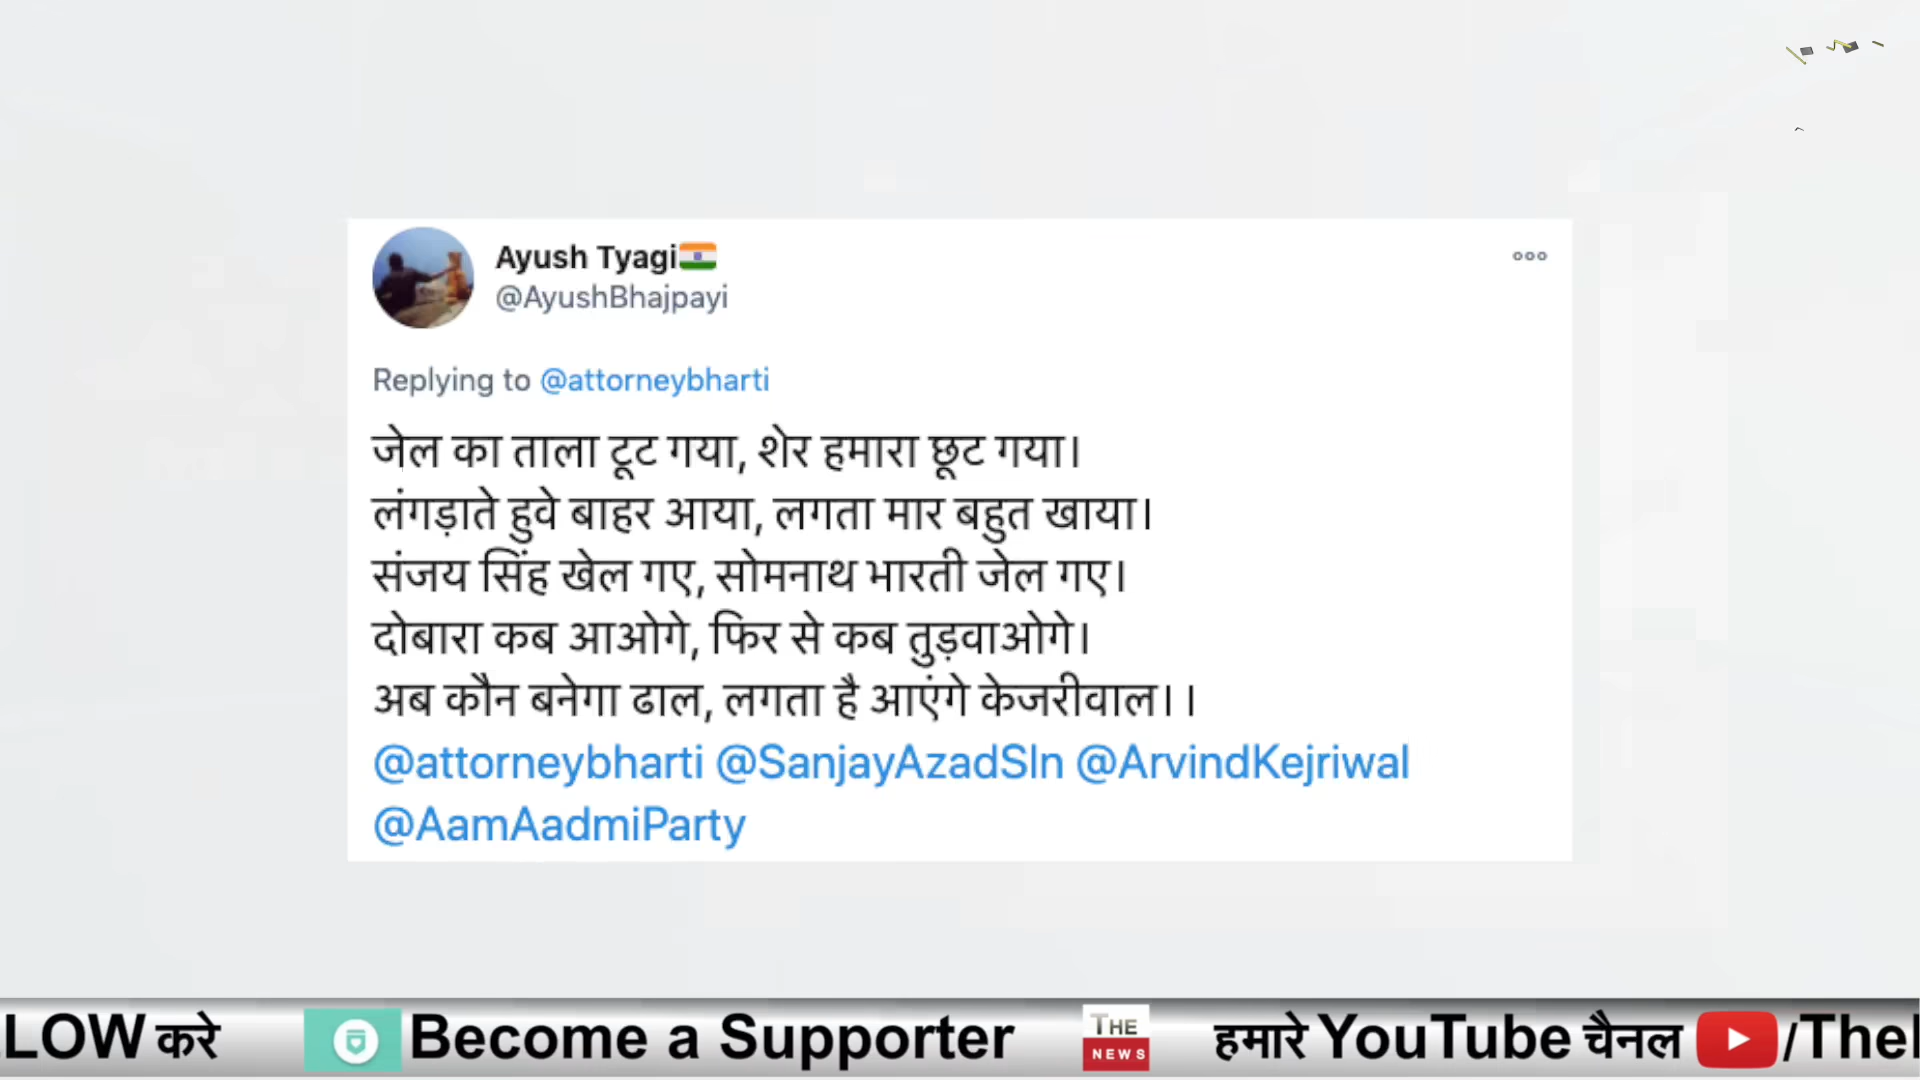 Ayush Tyagi
@AyushBhajpayi
Replying to @attorneybharti
जेल का ताला टूट गया, शेर हमारा छूट गया।
लंगड़ाते हुवे बाहर आया, लगता मार बहुत खाया।
संजय सिंह खेल गए, सोमनाथ भारती जेल गए।
दोबारा कब आओगे, फिर से कब तुड़वाओगे।
अब कौन बनेगा ढाल, लगता है आएंगे केजरीवाल।।
@attorneybharti @SanjayAzadSln @ArvindKejriwal
@AamAadmiParty
LOW करे Become a Supporter THE NEWS हमारे YouTube चैनल /The